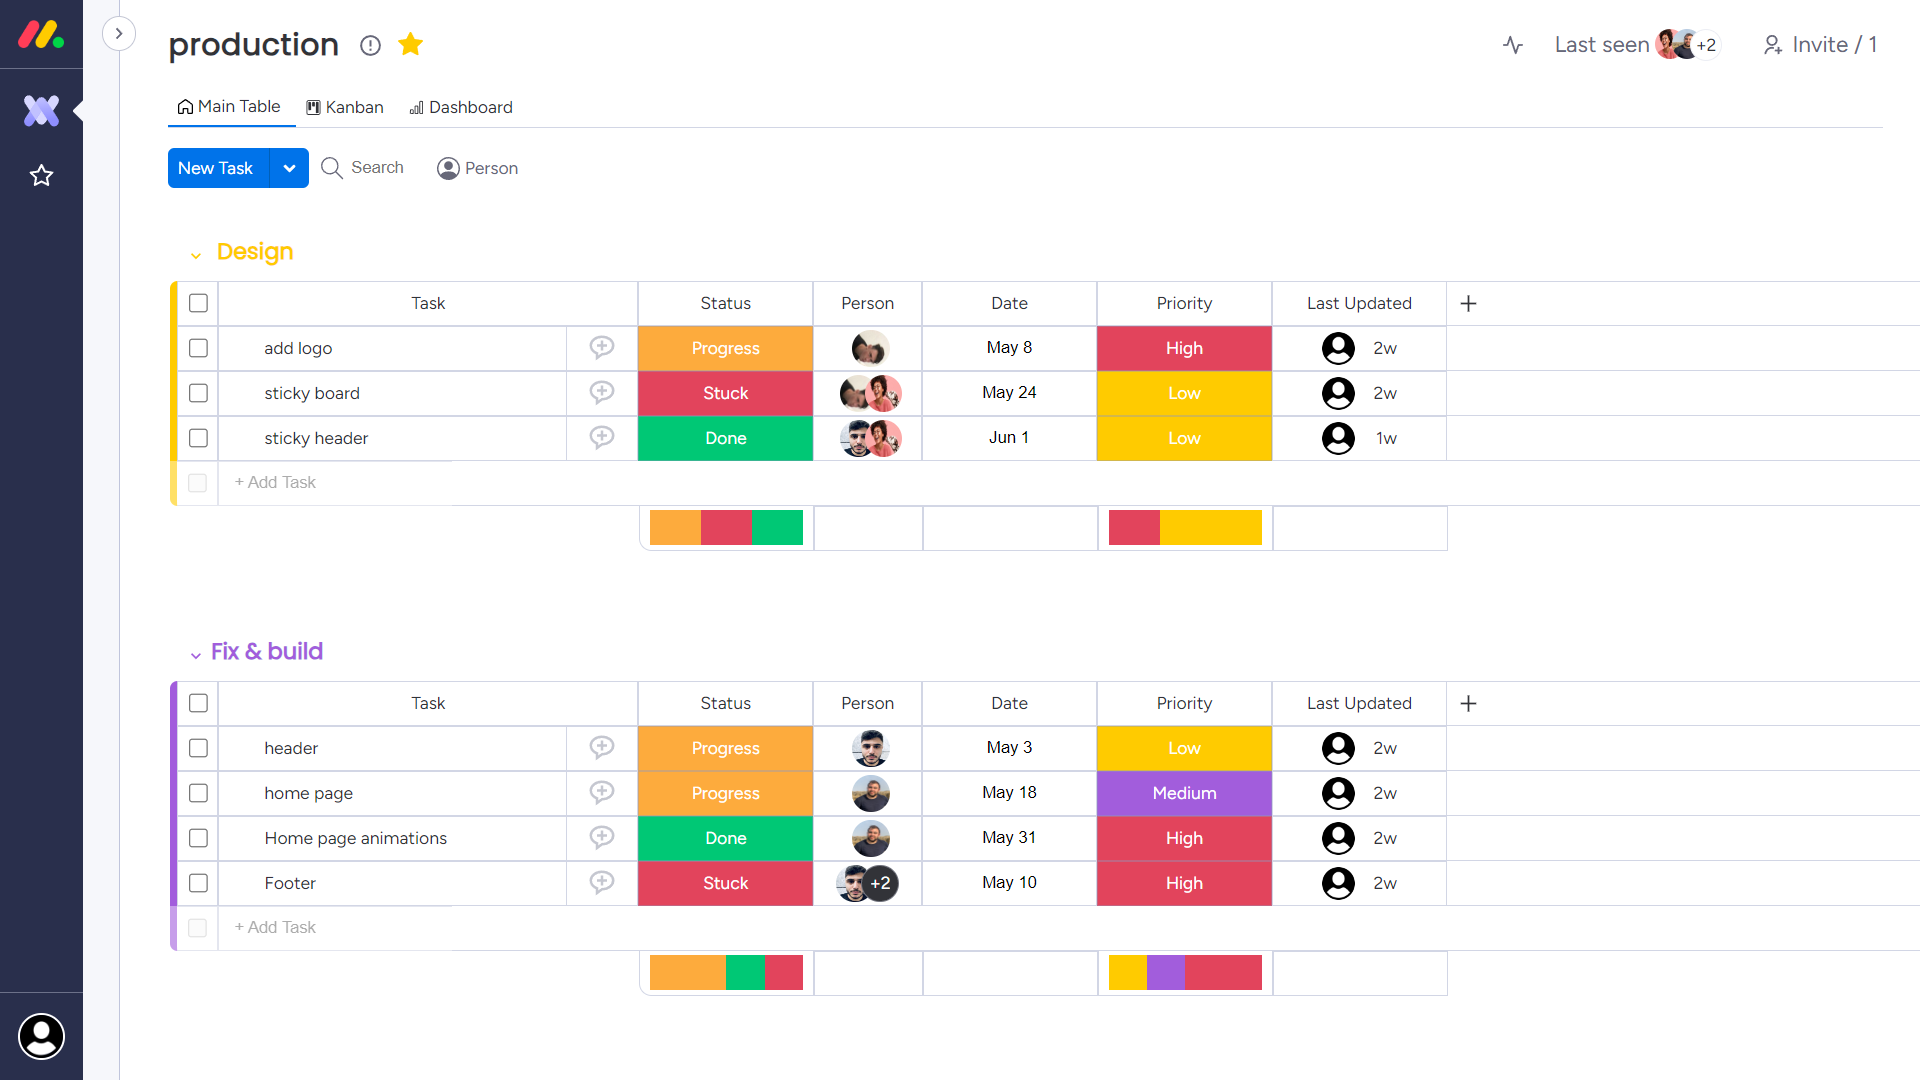 production
Last seen +2 Invite / 1
Main Table Kanban Dashboard
New Task Search Person
Design
Task Status Person Date Priority Last Updated
add logo Progress May 8 High 2w
sticky board Stuck May 24 Low 2w
sticky header Done Jun 1 Low 1w
+ Add Task
Fix & build
Task Status Person Date Priority Last Updated
header Progress May 3 Low 2w
home page Progress May 18 Medium 2w
Home page animations Done May 31 High 2w
Footer Stuck +2 May 10 High 2w
+ Add Task